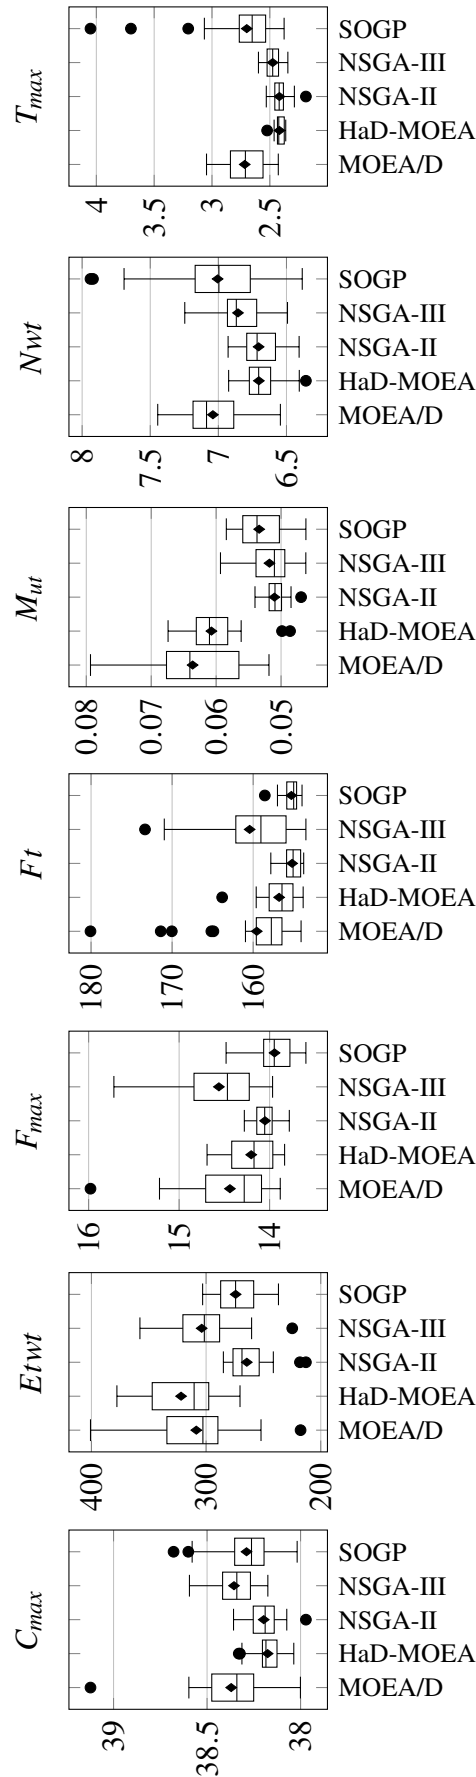 C_max
39
38.5
38
MOEA/D
HaD-MOEA
NSGA-II
NSGA-III
SOGP
Etwt
400
300
200
MOEA/D
HaD-MOEA
NSGA-II
NSGA-III
SOGP
F_max
16
15
14
MOEA/D
HaD-MOEA
NSGA-II
NSGA-III
SOGP
Ft
180
170
160
MOEA/D
HaD-MOEA
NSGA-II
NSGA-III
SOGP
M_ut
0.08
0.07
0.06
0.05
MOEA/D
HaD-MOEA
NSGA-II
NSGA-III
SOGP
Nwt
8
7.5
7
6.5
MOEA/D
HaD-MOEA
NSGA-II
NSGA-III
SOGP
T_max
4
3.5
3
2.5
MOEA/D
HaD-MOEA
NSGA-II
NSGA-III
SOGP